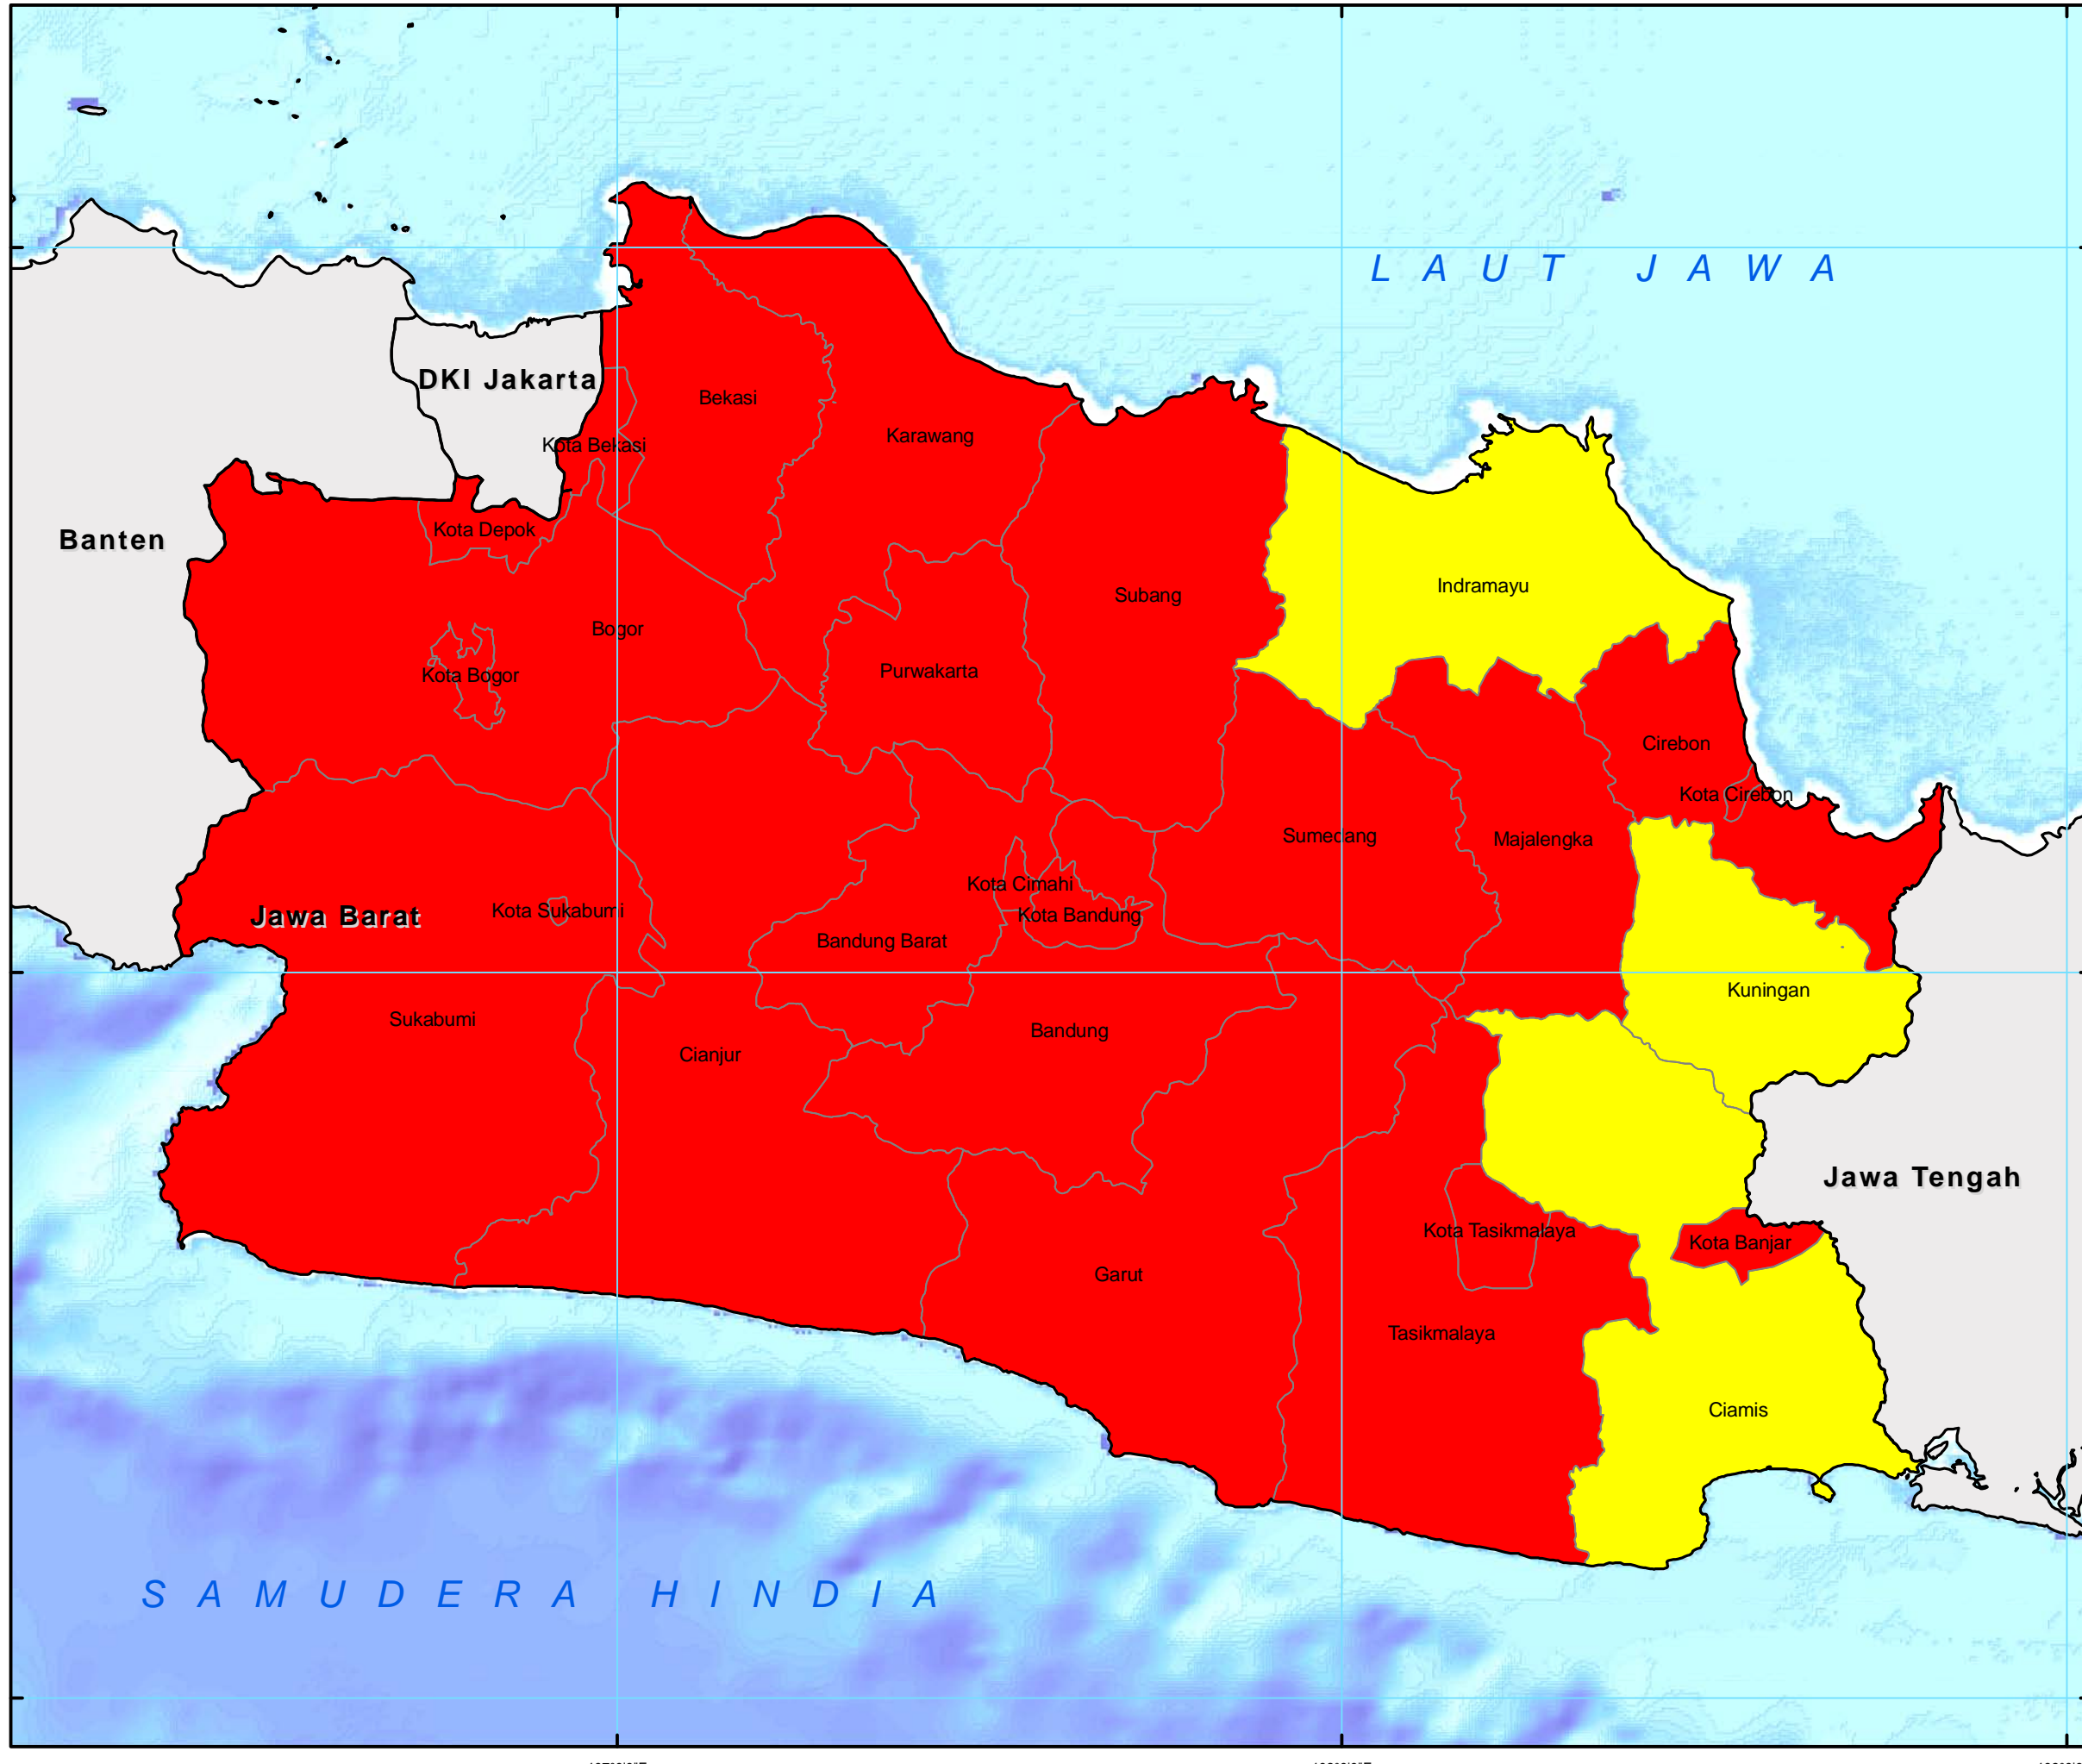 LAUT JAWA
DKI Jakarta
Bekasi
Karawang
Kota Bekasi
Kota Depok
Banten
Indramayu
Subang
Bogor
Purwakarta
Kota Bogor
Cirebon
Kota Cirebon
Sumedang
Majalengka
Kota Cimahi
Kota Sukabumi
Jawa Barat
Kota Bandung
Bandung Barat
Kuningan
Sukabumi
Bandung
Cianjur
Jawa Tengah
Kota Tasikmalaya
Kota Banjar
Garut
Tasikmalaya
Ciamis
SAMUDERA HINDIA